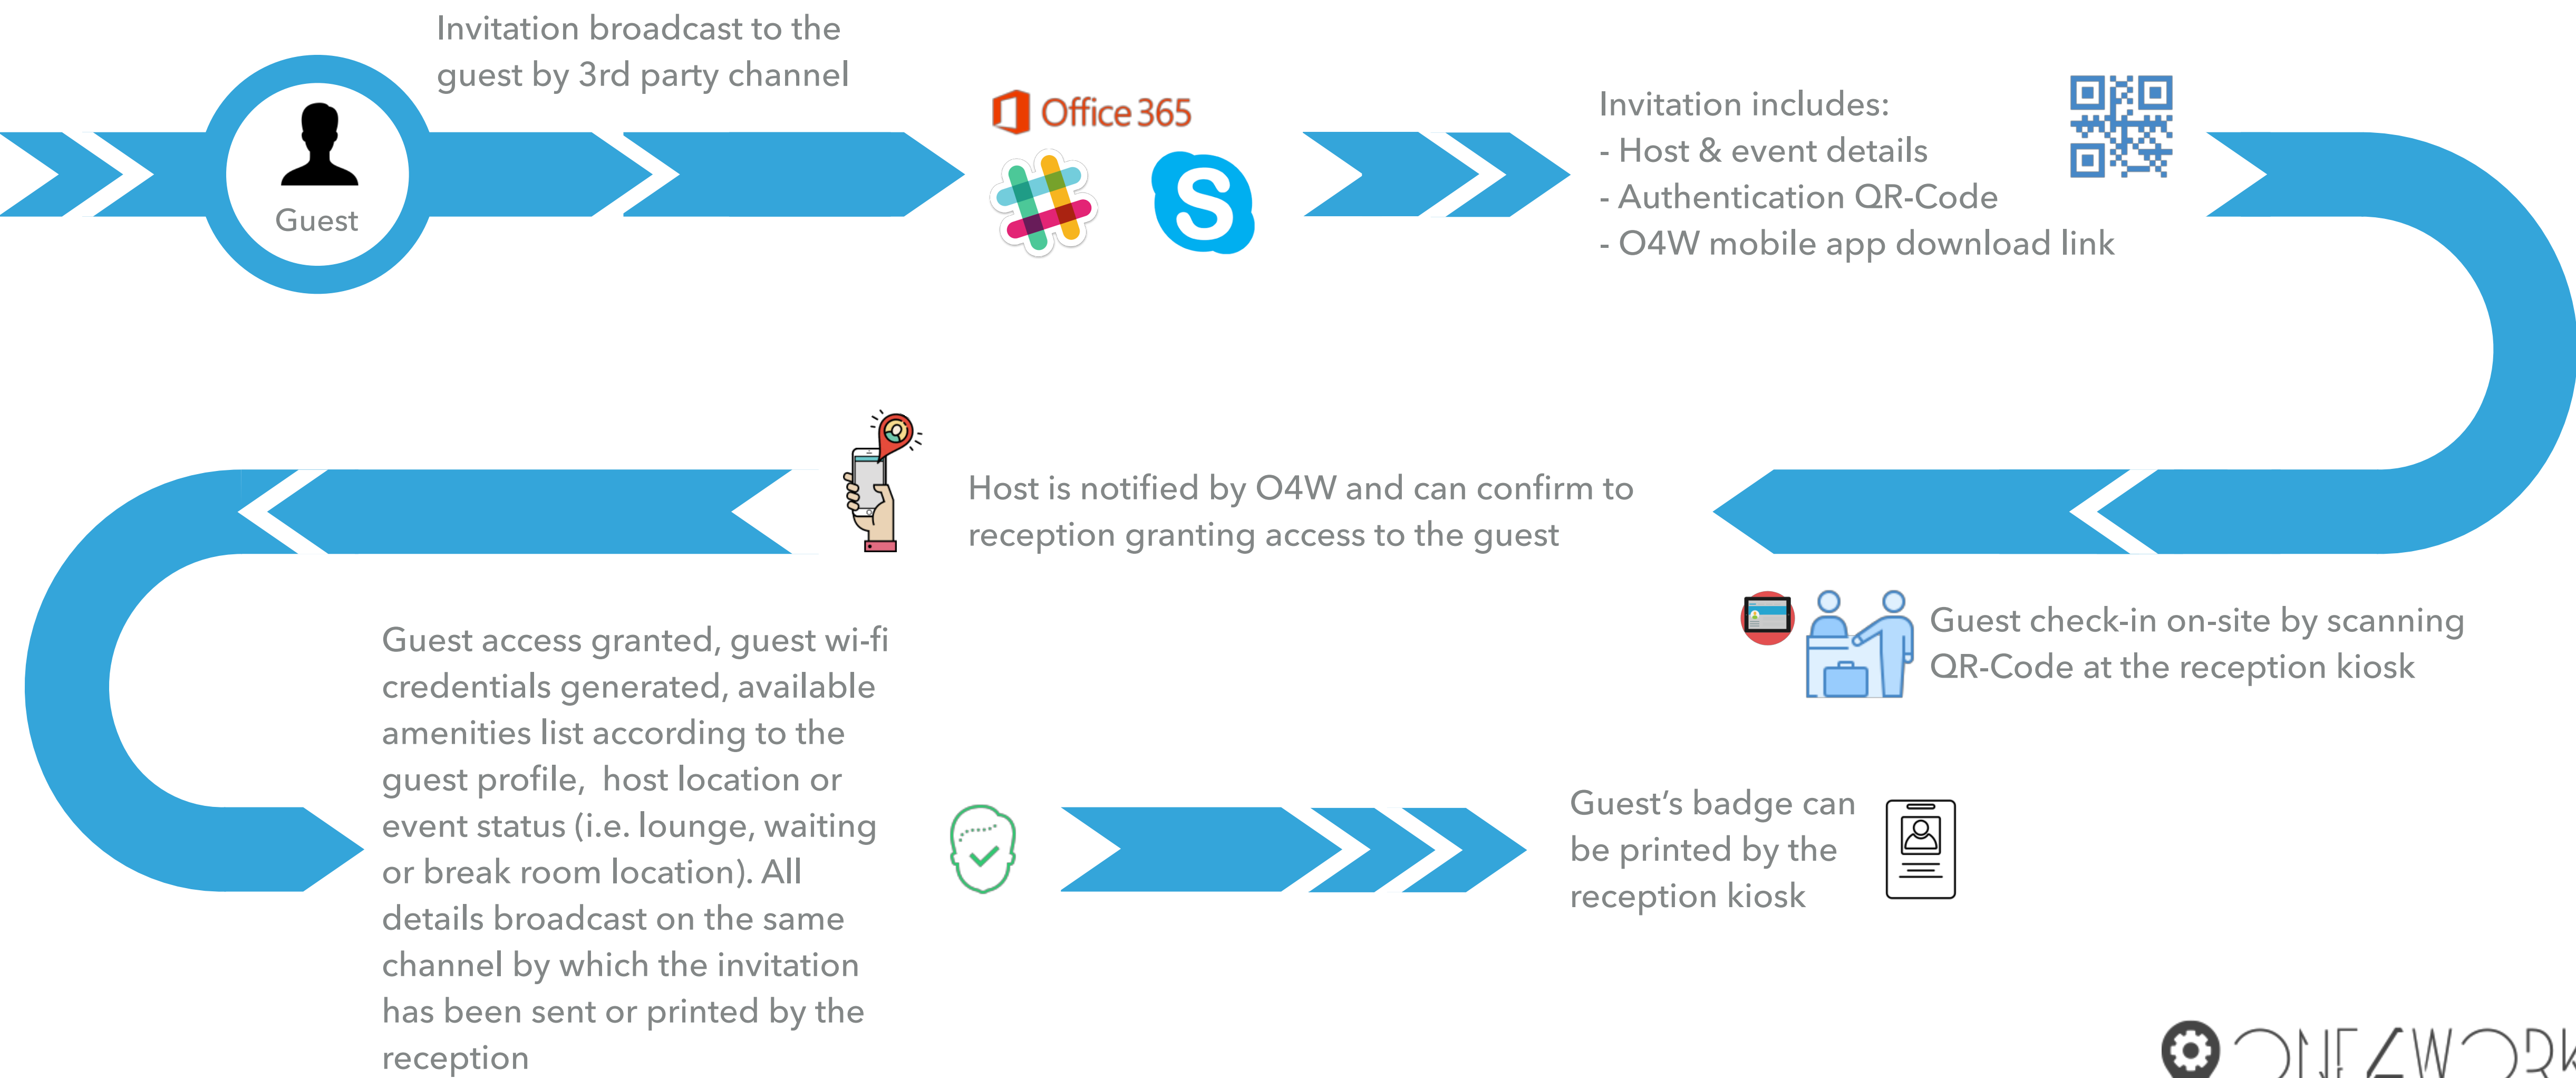 Invitation broadcast to the
guest by 3rd party channel
Guest
Office 365
S
Invitation includes:
- Host & event details
- Authentication QR-Code
- O4W mobile app download link
Guest check-in on-site by scanning
QR-Code at the reception kiosk
Host is notified by O4W and can confirm to
reception granting access to the guest
Guest access granted, guest wi-fi
credentials generated, available
amenities list according to the
guest profile,  host location or
event status (i.e. lounge, waiting
or break room location). All
details broadcast on the same
channel by which the invitation
has been sent or printed by the
reception
Guest’s badge can
be printed by the
reception kiosk
ONE4WORK